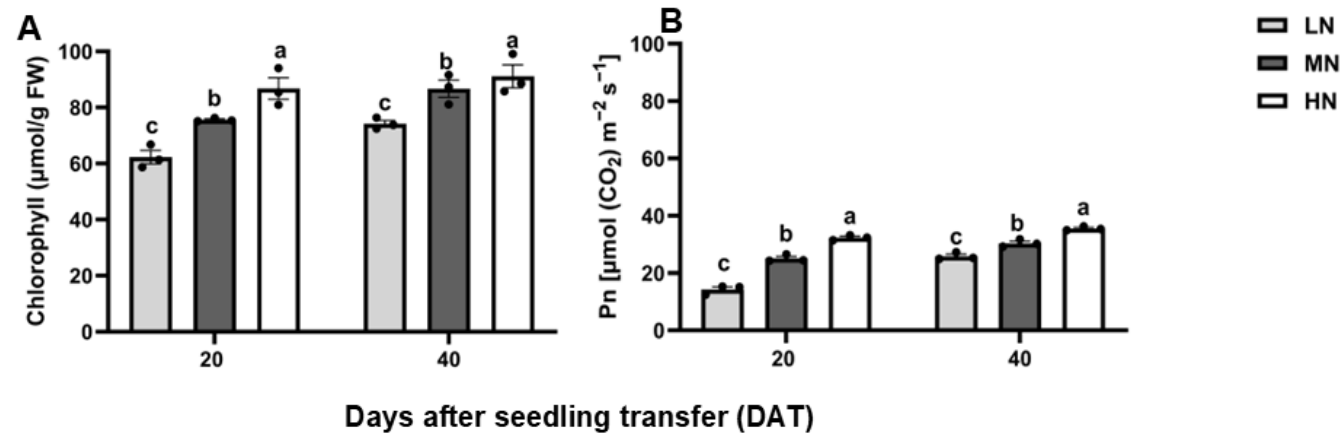 A
Chlorophyll (µmol/g FW)
100
80
60
40
20
0
c
b
a
c
b
a
20
40
B
Pn [µmol (CO₂) m⁻² s⁻¹]
100
80
60
40
20
0
c
b
a
c
b
a
20
40
LN
MN
HN
Days after seedling transfer (DAT)